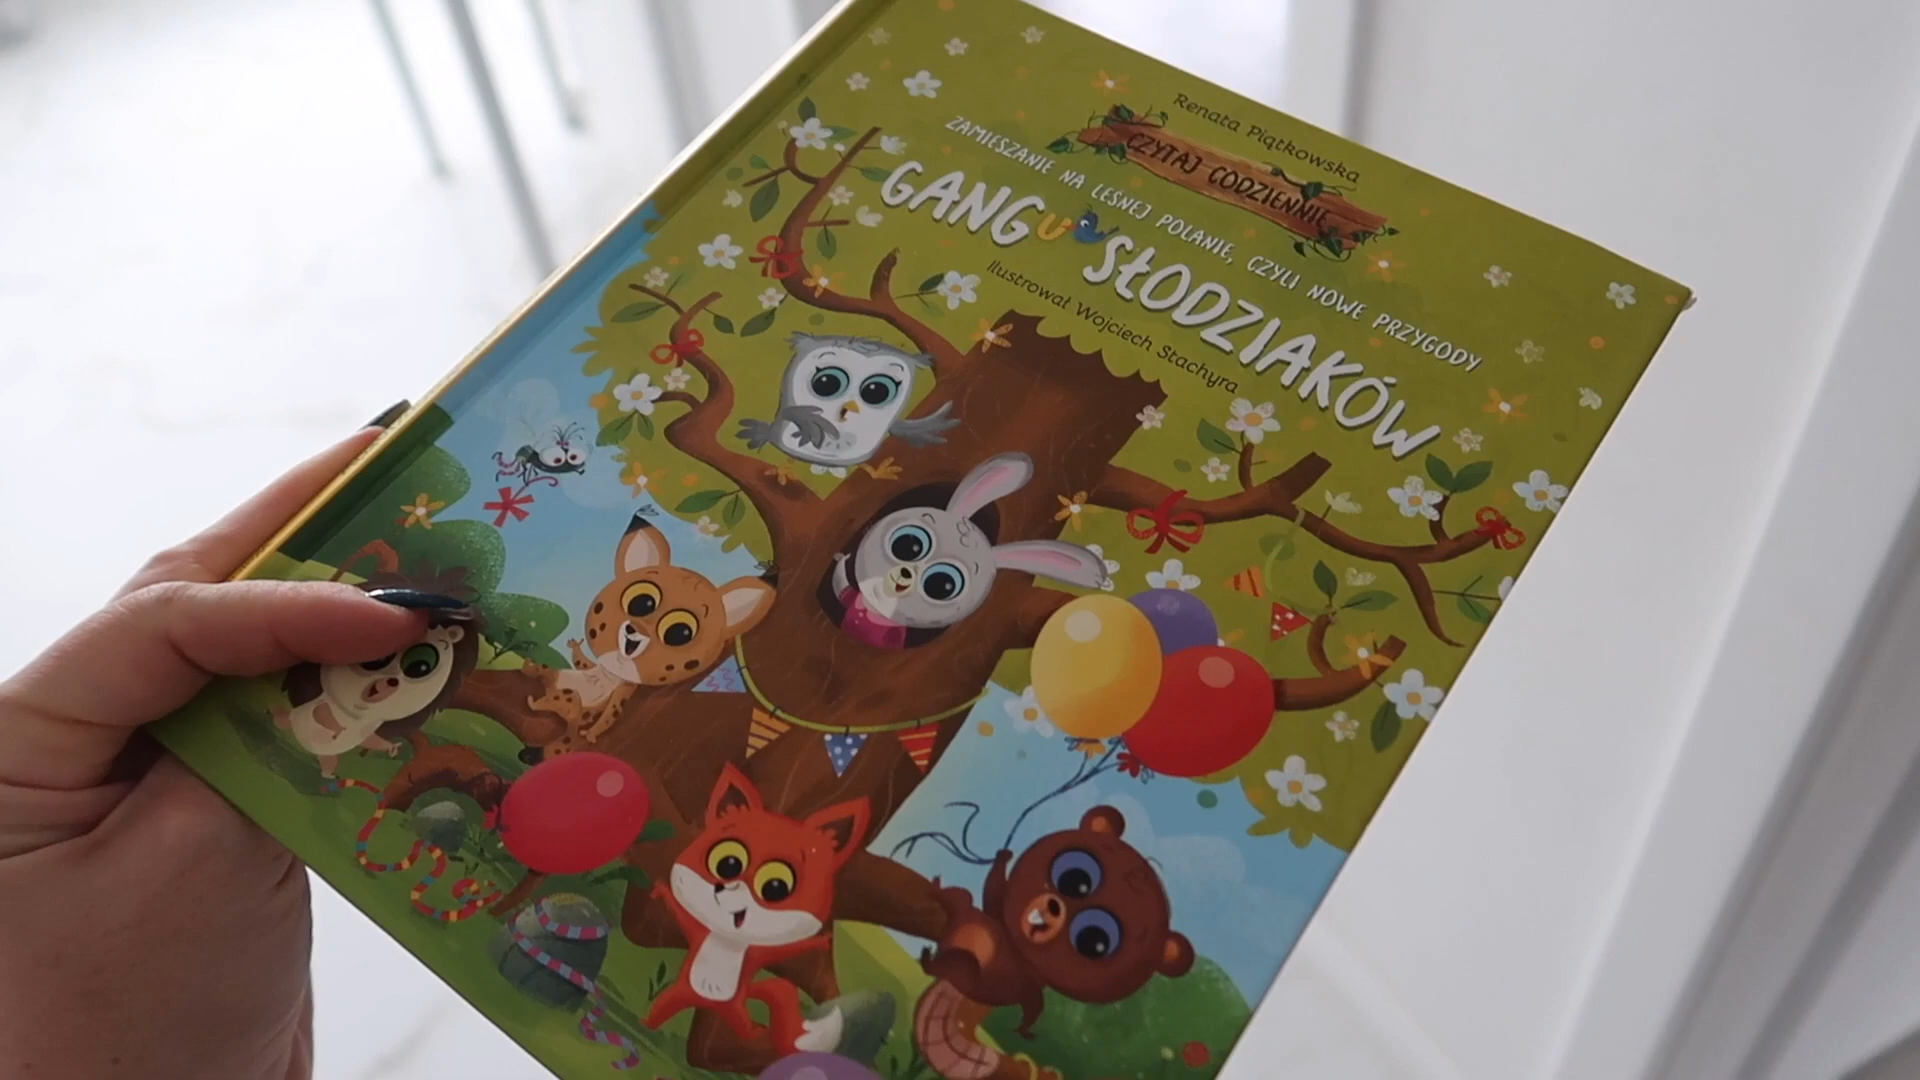 Renata Piątkowska
CZYTAJ CODZIENNIE
ZAMIESZANIE NA LEŚNEJ POLANIE, CZYLI NOWE PRZYGODY
GANGU SŁODZIAKÓW
Ilustrował Wojciech Stachyra